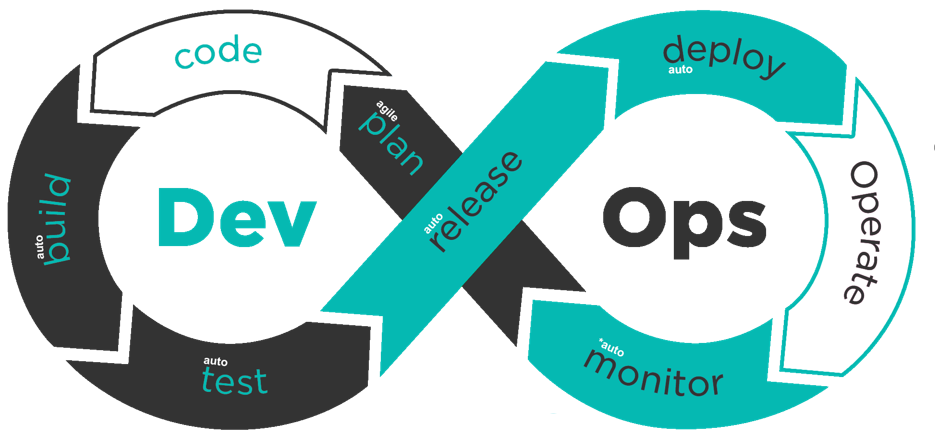 code
agile
plan
auto
build
Dev
auto
test
auto
release
auto
deploy
Ops
Operate
*auto
monitor